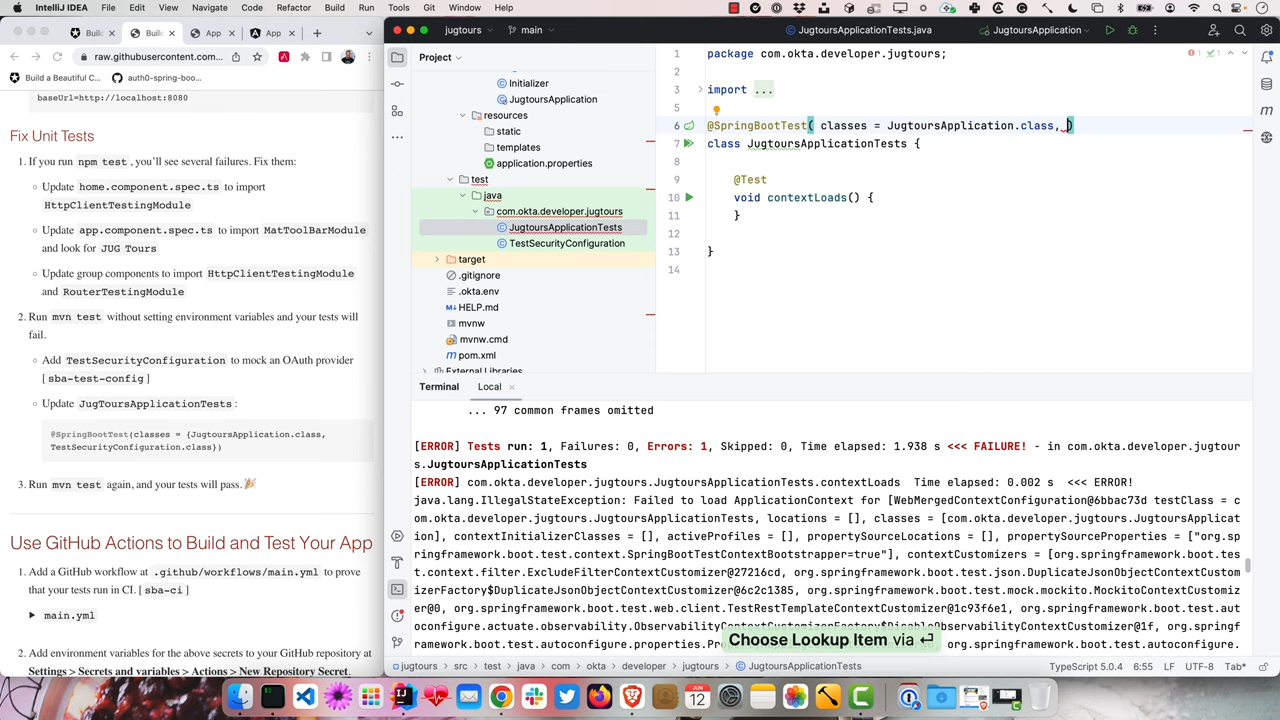 IntelliJ IDEA File Edit View Navigate Code Refactor Build Run Tools Git Window Help
Build Build App App
raw.githubusercontent.com...
Build a Beautiful C... auth0-spring-boo...
baseUrl=http://localhost:8080
Fix Unit Tests
1. If you run npm test, you'll see several failures. Fix them:
Update home.component.spec.ts to import
HttpClientTestingModule
Update app.component.spec.ts to import MatToolBarModule
and look for JUG Tours
Update group components to import HttpClientTestingModule
and RouterTestingModule
2. Run mvn test without setting environment variables and your tests will
fail.
Add TestSecurityConfiguration to mock an OAuth provider
[sba-test-config]
Update JugToursApplicationTests:
@SpringBootTest(classes = {JugtoursApplication.class,
TestSecurityConfiguration.class})
3. Run mvn test again, and your tests will pass.🎉
Use GitHub Actions to Build and Test Your App
1. Add a GitHub workflow at .github/workflows/main.yml to prove
that your tests run in CI. [sba-ci]
main.yml
2. Add environment variables for the above secrets to your GitHub repository at
Settings > Secrets and variables > Actions > New Repository Secret.
jugtours main JugtoursApplicationTests.java JugtoursApplication
Project
Initializer
JugtoursApplication
resources
static
templates
application.properties
test
java
com.okta.developer.jugtours
JugtoursApplicationTests
TestSecurityConfiguration
target
.gitignore
.okta.env
HELP.md
mvnw
mvnw.cmd
pom.xml
External Libraries
1 package com.okta.developer.jugtours;
2
3 import ...
5
6 @SpringBootTest( classes = JugtoursApplication.class, )
7 class JugtoursApplicationTests {
8
9 @Test
10 void contextLoads() {
11 }
12
13 }
14
1 1
Terminal Local
... 97 common frames omitted
[ERROR] Tests run: 1, Failures: 0, Errors: 1, Skipped: 0, Time elapsed: 1.938 s <<< FAILURE! - in com.okta.developer.jugtour
s.JugtoursApplicationTests
[ERROR] com.okta.developer.jugtours.JugtoursApplicationTests.contextLoads  Time elapsed: 0.002 s  <<< ERROR!
java.lang.IllegalStateException: Failed to load ApplicationContext for [WebMergedContextConfiguration@6bbac73d testClass = c
om.okta.developer.jugtours.JugtoursApplicationTests, locations = [], classes = [com.okta.developer.jugtours.JugtoursApplicat
ion], contextInitializerClasses = [], activeProfiles = [], propertySourceLocations = [], propertySourceProperties = ["org.sp
ringframework.boot.test.context.SpringBootTestContextBootstrapper=true"], contextCustomizers = [org.springframework.boot.tes
t.context.filter.ExcludeFilterContextCustomizer@27216cd, org.springframework.boot.test.json.DuplicateJsonObjectContextCusto
mizerFactory$DuplicateJsonObjectContextCustomizer@6c2c1385, org.springframework.boot.test.mock.mockito.MockitoContextCustomiz
er@0, org.springframework.boot.test.web.client.TestRestTemplateContextCustomizer@1c93f6e1, org.springframework.boot.test.aut
oconfigure.actuate.observability.ObservabilityContextCustomizerFactory$DisableObservabilityContextCustomizer@1f, org.springf
ramework.boot.test.autoconfigure.properties.Prop
Choose Lookup Item via ⏎
jugtours > src > test > java > com > okta > developer > jugtours > JugtoursApplicationTests TypeScript 5.0.4 6:55 LF UTF-8 Tab*
JUN
12